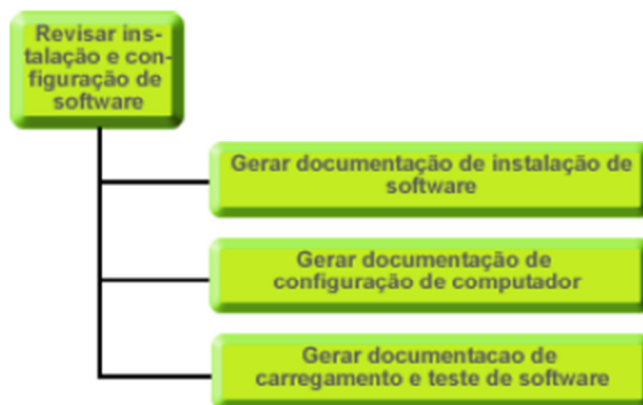 Revisar ins-
talação e con-
figuração de
software
Gerar documentação de instalação de
software
Gerar documentação de
configuração de computador
Gerar documentacao de
carregamento e teste de software